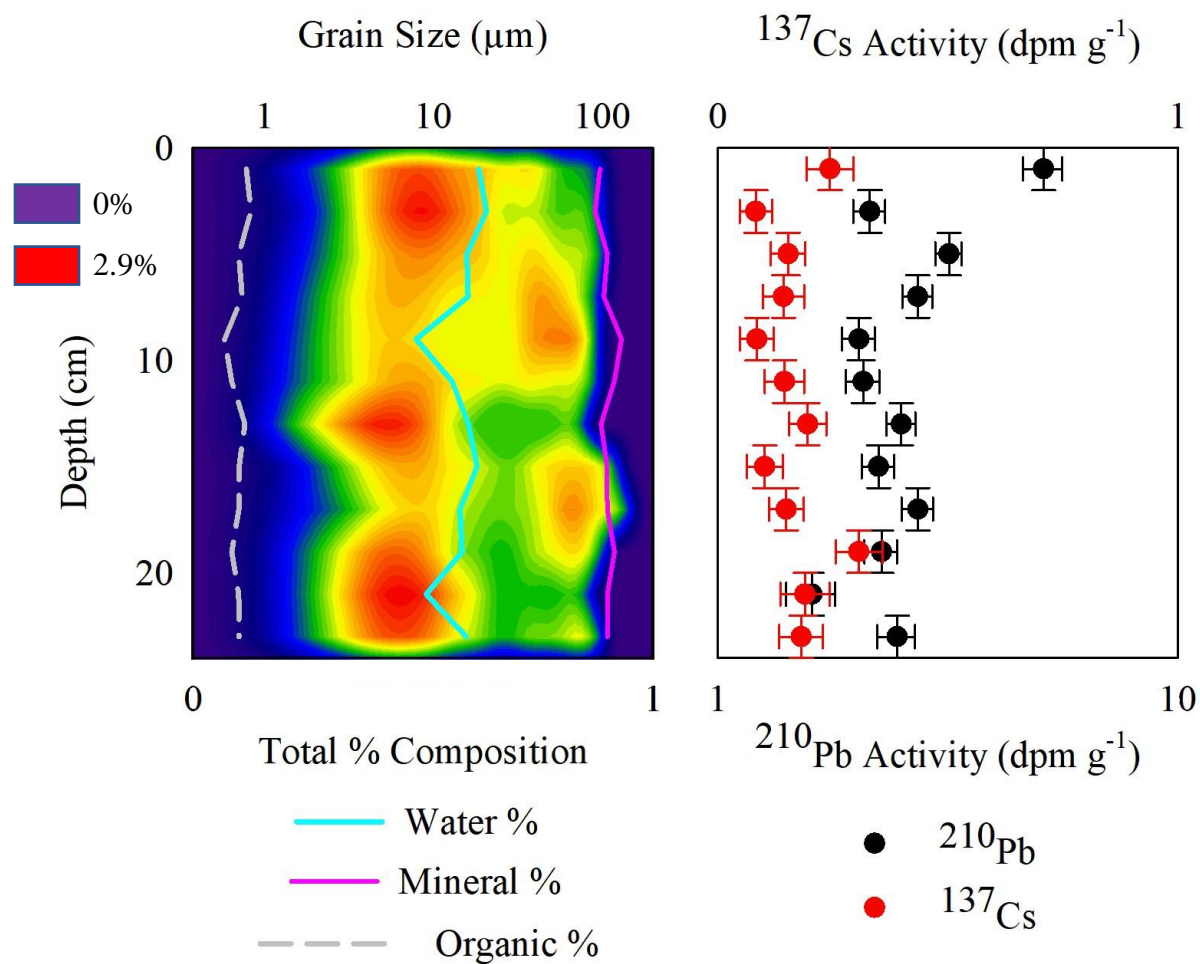 Grain Size (µm)
1 10 100
0%
2.9%
Depth (cm)
0
10
20
0 1
Total % Composition
Water %
Mineral %
Organic %
¹³⁷Cs Activity (dpm g⁻¹)
0 1
1 10
²¹⁰Pb Activity (dpm g⁻¹)
²¹⁰Pb
¹³⁷Cs